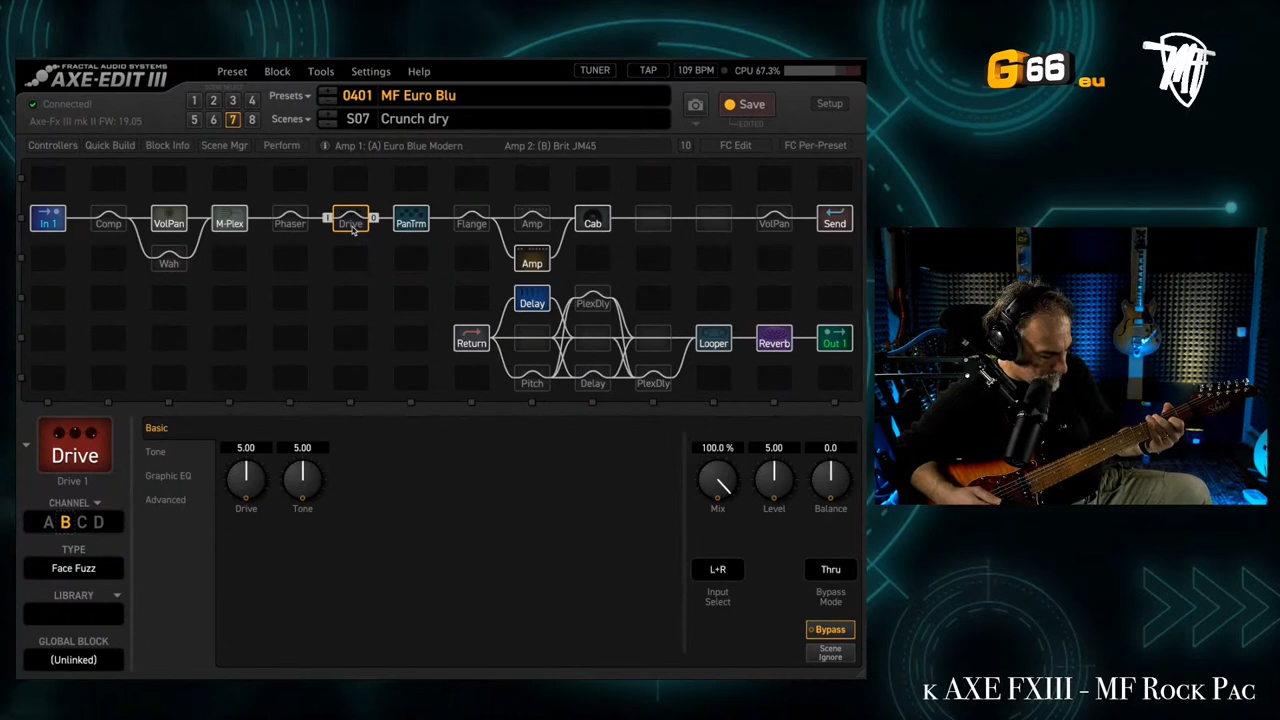 FRACTAL AUDIO SYSTEMS
AXE-EDIT III
Preset Block Tools Settings Help
TUNER TAP 109 BPM CPU 67.3%
G66.eu
MF
Connected!
Axe-Fx III mk II FW: 19.05
SCENE SELECT
1 2 3 4
5 6 7 8
Presets 0401 MF Euro Blu
Scenes S07 Crunch dry
Save
EDITED
Setup
Controllers Quick Build Block Info Scene Mgr Perform Amp 1: (A) Euro Blue Modern Amp 2: (B) Brit JM45 10 FC Edit FC Per-Preset
In 1 Comp VolPan M-Plex Phaser I Drive O PanTrm Flange Amp Cab VolPan Send
Wah Amp
Delay PlexDly
Return Looper Reverb Out 1
Pitch Delay PlexDly
Drive
Drive 1
CHANNEL
A B C D
TYPE
Face Fuzz
LIBRARY
GLOBAL BLOCK
(Unlinked)
Basic
Tone
Graphic EQ
Advanced
5.00 5.00
Drive Tone
100.0 % 5.00 0.0
Mix Level Balance
L+R Thru
Input Select
Bypass Mode
Bypass
Scene Ignore
k AXE FXIII - MF Rock Pac